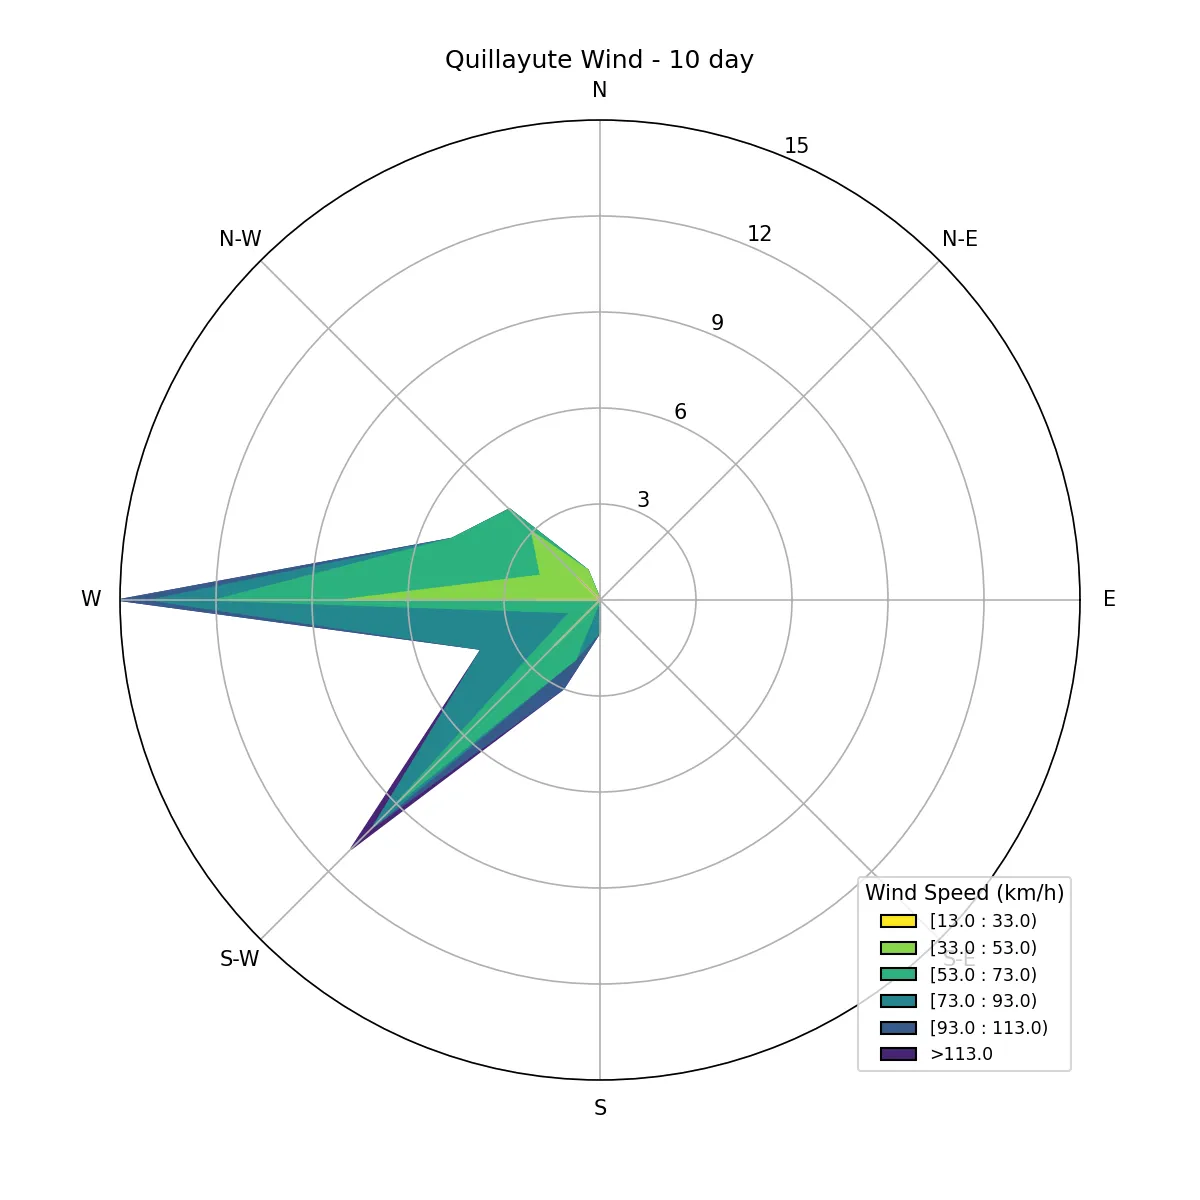 Quillayute Wind - 10 day
N
15
N-W
12
N-E
9
6
3
W
E
S-W
S-E
S
Wind Speed (km/h)
[13.0 : 33.0)
[33.0 : 53.0)
[53.0 : 73.0)
[73.0 : 93.0)
[93.0 : 113.0)
>113.0